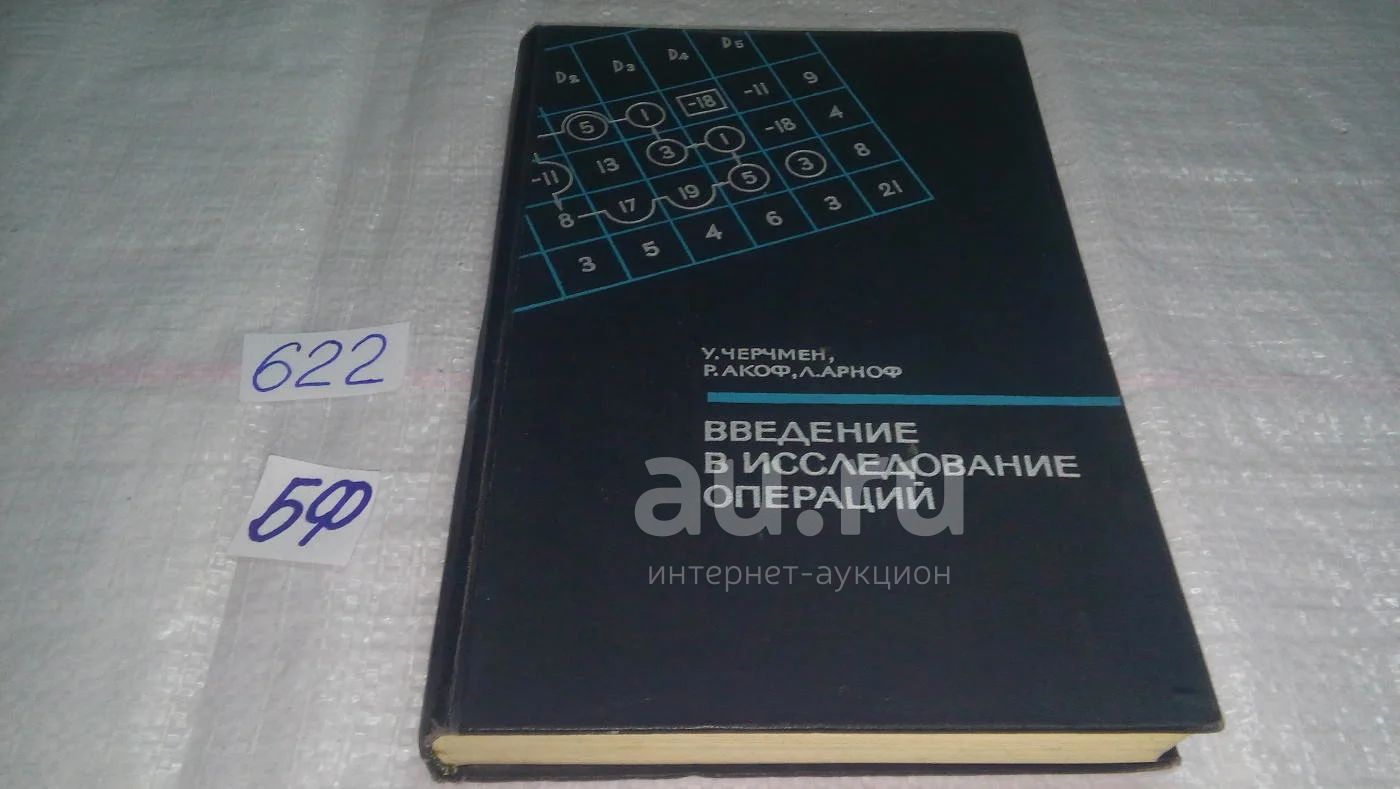 D2 D3 D4 D5
5 1 -18 -11 9
-11 13 3 1 -18 4
8 17 19 5 3 8
3 5 4 6 3 21
622
БФ
У.ЧЕРЧМЕН,
Р.АКОФ,Л.АРНОФ
ВВЕДЕНИЕ
В ИССЛЕДОВАНИЕ
ОПЕРАЦИЙ
au.ru
интернет-аукцион